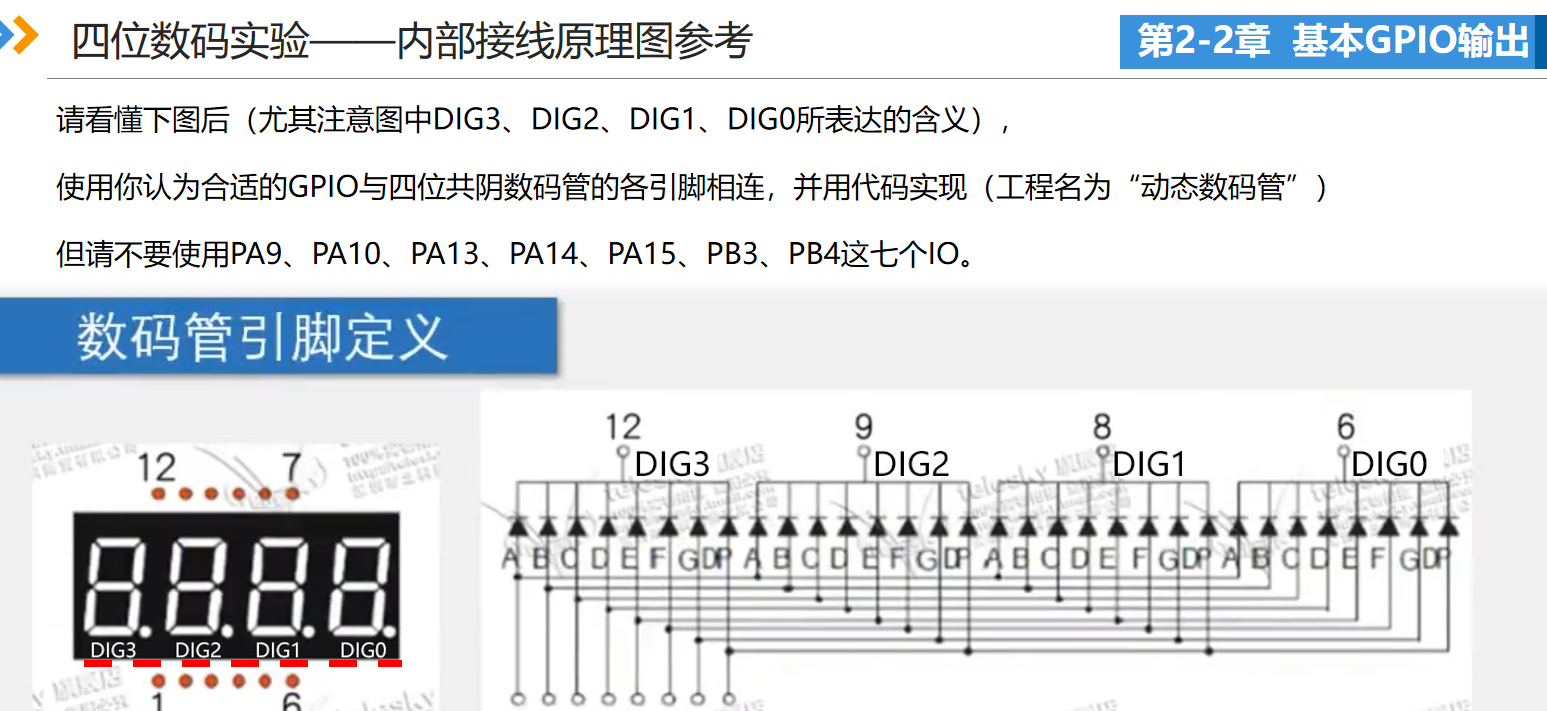 四位数码实验——内部接线原理图参考
第2-2章 基本GPIO输出
请看懂下图后（尤其注意图中DIG3、DIG2、DIG1、DIG0所表达的含义），
使用你认为合适的GPIO与四位共阴数码管的各引脚相连，并用代码实现（工程名为“动态数码管”）
但请不要使用PA9、PA10、PA13、PA14、PA15、PB3、PB4这七个IO。
数码管引脚定义
12 7
DIG3 DIG2 DIG1 DIG0
1 6
12 9 8 6
DIG3 DIG2 DIG1 DIG0
A B C D E F G DP A B C D E F G DP A B C D E F G DP A B C D E F G DP